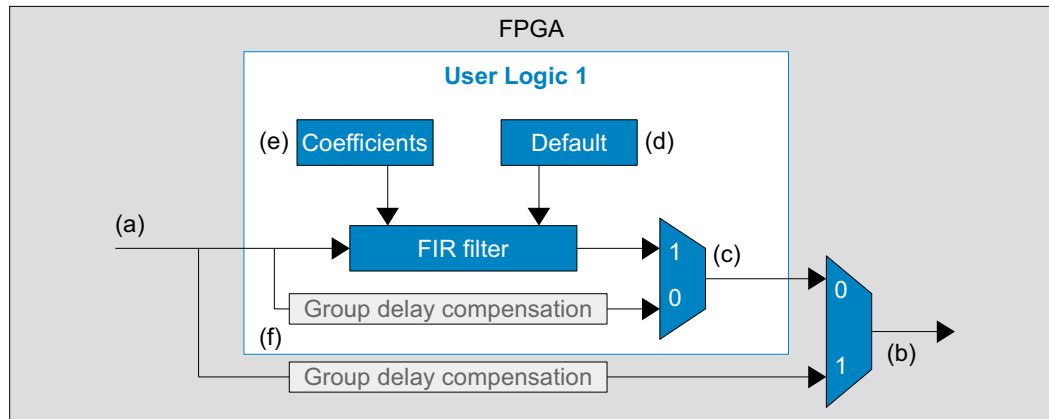 FPGA
User Logic 1
(e)
Coefficients
Default
(d)
(a)
FIR filter
1
(c)
0
0
Group delay compensation
(f)
(b)
1
Group delay compensation